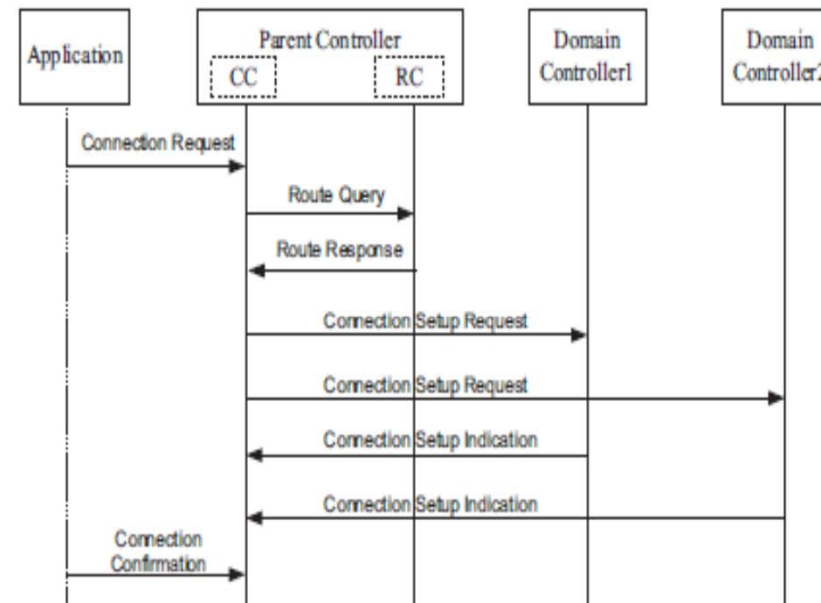 Application
Parent Controller
CC
RC
Domain
Controller1
Domain
Controller2
Connection Request
Route Query
Route Response
Connection Setup Request
Connection Setup Request
Connection Setup Indication
Connection Setup Indication
Connection
Confirmation